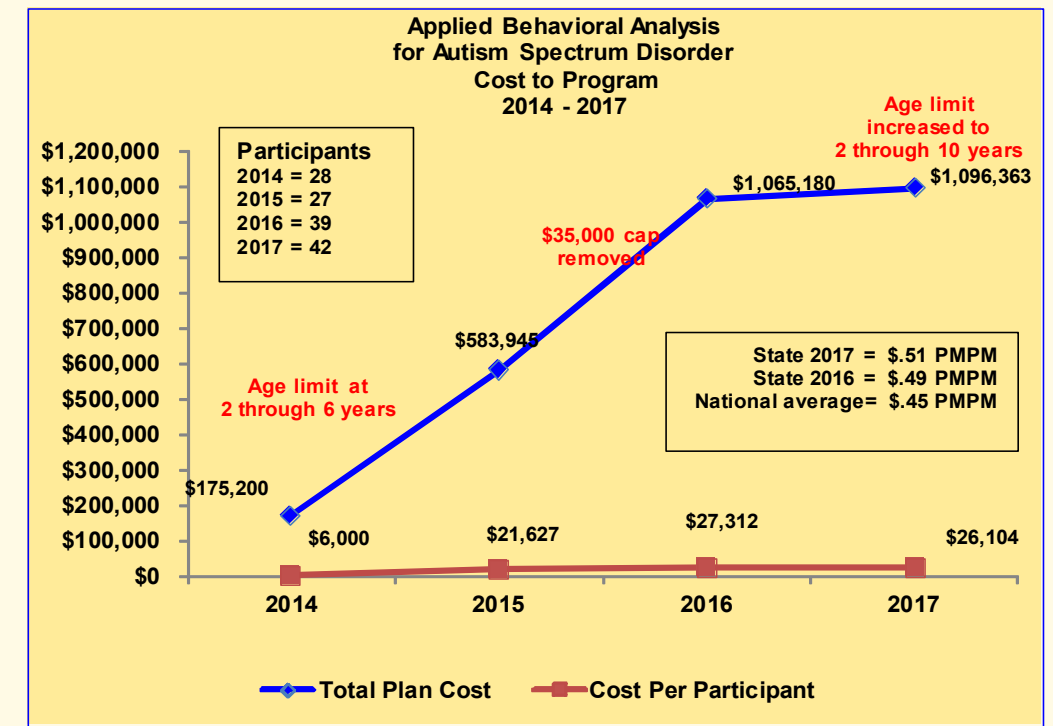 Applied Behavioral Analysis
for Autism Spectrum Disorder
Cost to Program
2014 - 2017
Age limit
increased to
2 through 10 years
$1,200,000
$1,100,000
$1,000,000
$900,000
$800,000
$700,000
$600,000
$500,000
$400,000
$300,000
$200,000
$100,000
$0
Participants
2014 = 28
2015 = 27
2016 = 39
2017 = 42
$1,065,180
$1,096,363
$35,000 cap
removed
$583,945
State 2017 = $.51 PMPM
State 2016 = $.49 PMPM
National average= $.45 PMPM
Age limit at
2 through 6 years
$175,200
$6,000
$21,627
$27,312
$26,104
2014
2015
2016
2017
Total Plan Cost
Cost Per Participant